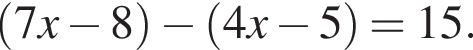 (7x − 8) − (4x − 5) = 15.